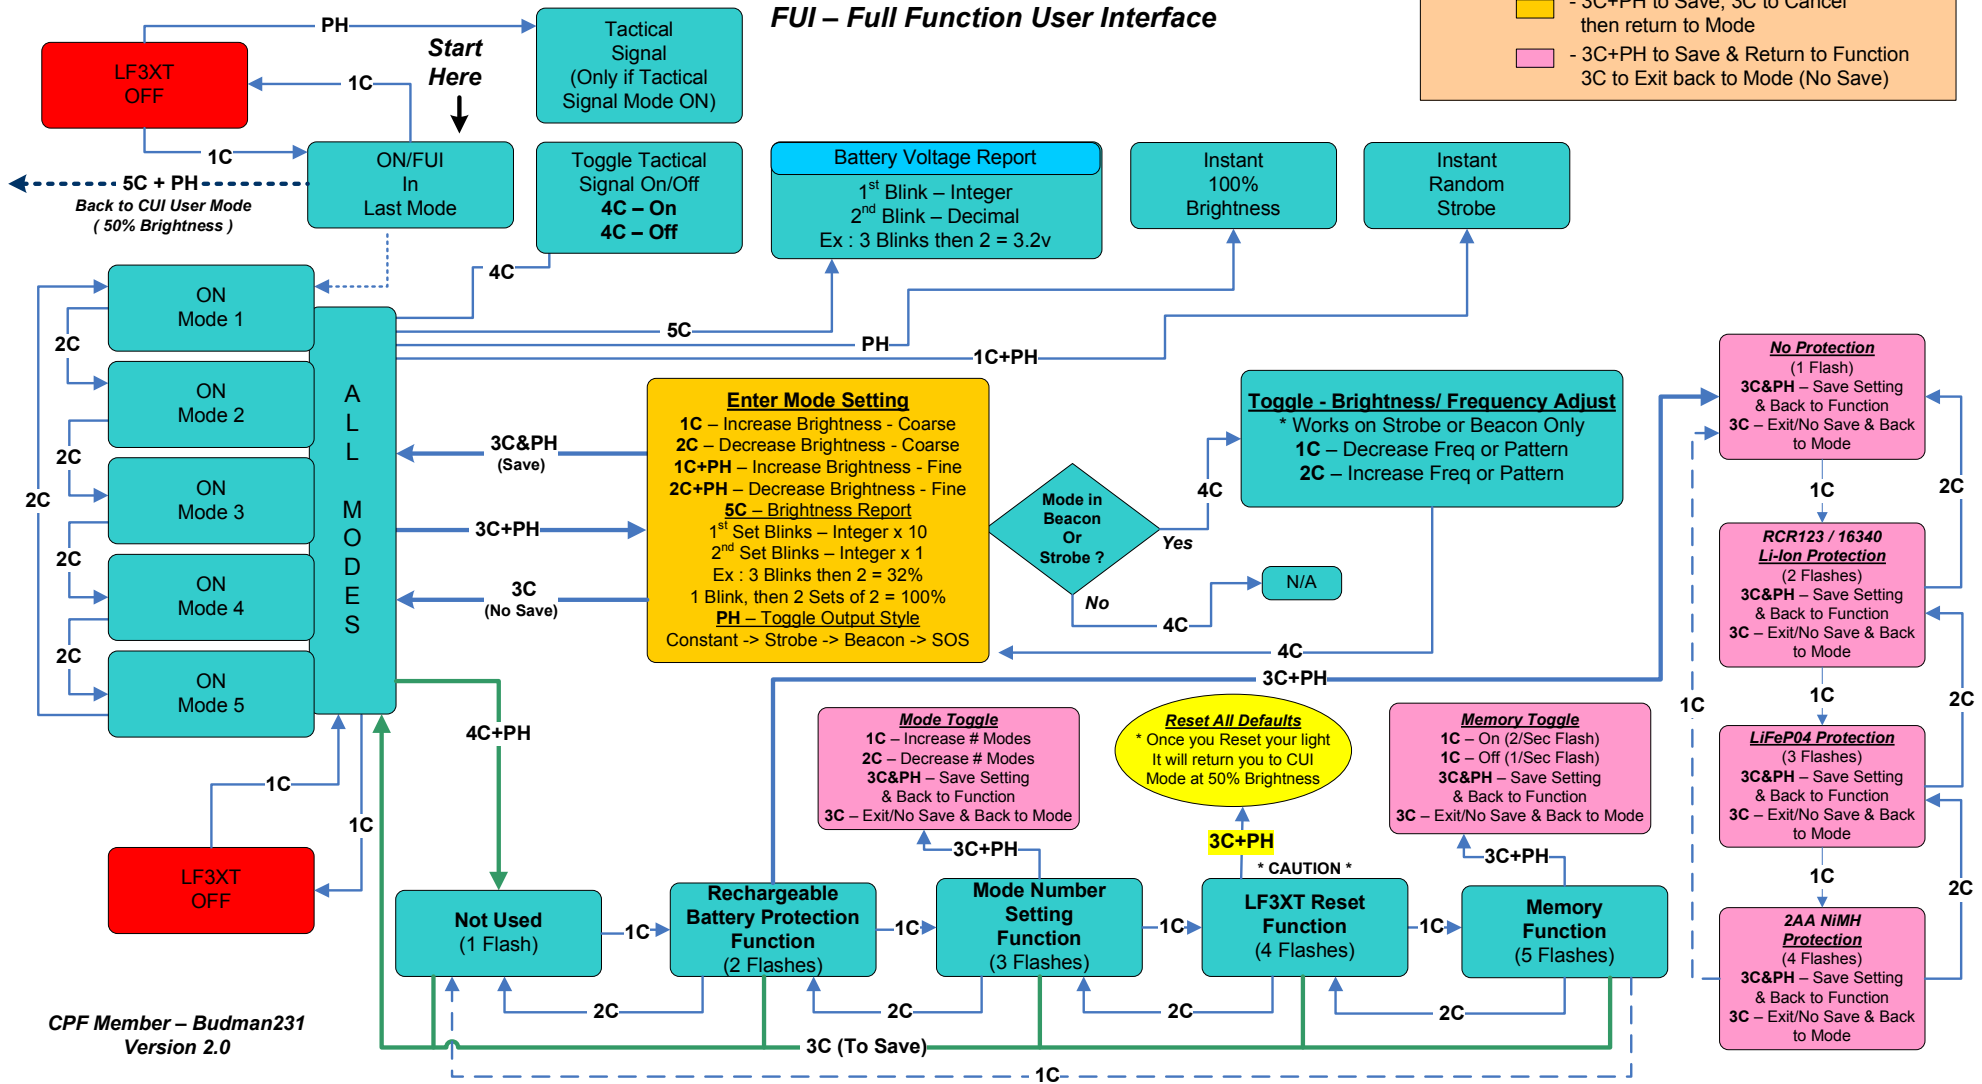 FUI – Full Function User Interface
- 3C+PH to Save, 3C to Cancel
then return to Mode
- 3C+PH to Save & Return to Function
3C to Exit back to Mode (No Save)
LF3XT
OFF
PH
1C
1C
Start
Here
Tactical
Signal
(Only if Tactical
Signal Mode ON)
ON/FUI
In
Last Mode
5C + PH
Back to CUI User Mode
( 50% Brightness )
Toggle Tactical
Signal On/Off
4C – On
4C – Off
Battery Voltage Report
1st Blink – Integer
2nd Blink – Decimal
Ex : 3 Blinks then 2 = 3.2v
Instant
100%
Brightness
Instant
Random
Strobe
4C
5C
PH
1C+PH
ON
Mode 1
ON
Mode 2
ON
Mode 3
ON
Mode 4
ON
Mode 5
2C
2C
2C
2C
2C
A
L
L
M
O
D
E
S
3C&PH
(Save)
3C+PH
3C
(No Save)
Enter Mode Setting
1C – Increase Brightness - Coarse
2C – Decrease Brightness - Coarse
1C+PH – Increase Brightness - Fine
2C+PH – Decrease Brightness - Fine
5C – Brightness Report
1st Set Blinks – Integer x 10
2nd Set Blinks – Integer x 1
Ex : 3 Blinks then 2 = 32%
1 Blink, then 2 Sets of 2 = 100%
PH – Toggle Output Style
Constant -> Strobe -> Beacon -> SOS
Mode in
Beacon
Or
Strobe ?
Yes
No
4C
4C
N/A
4C
Toggle - Brightness/ Frequency Adjust
* Works on Strobe or Beacon Only
1C – Decrease Freq or Pattern
2C – Increase Freq or Pattern
No Protection
(1 Flash)
3C&PH – Save Setting
& Back to Function
3C – Exit/No Save & Back
to Mode
1C
2C
RCR123 / 16340
Li-Ion Protection
(2 Flashes)
3C&PH – Save Setting
& Back to Function
3C – Exit/No Save & Back
to Mode
1C
2C
1C
LiFeP04 Protection
(3 Flashes)
3C&PH – Save Setting
& Back to Function
3C – Exit/No Save & Back
to Mode
1C
2C
2AA NiMH
Protection
(4 Flashes)
3C&PH – Save Setting
& Back to Function
3C – Exit/No Save & Back
to Mode
3C+PH
4C+PH
1C
1C
LF3XT
OFF
Mode Toggle
1C – Increase # Modes
2C – Decrease # Modes
3C&PH – Save Setting
& Back to Function
3C – Exit/No Save & Back to Mode
Reset All Defaults
* Once you Reset your light
It will return you to CUI
Mode at 50% Brightness
Memory Toggle
1C – On (2/Sec Flash)
1C – Off (1/Sec Flash)
3C&PH – Save Setting
& Back to Function
3C – Exit/No Save & Back to Mode
3C+PH
3C+PH
* CAUTION *
3C+PH
Not Used
(1 Flash)
1C
Rechargeable
Battery Protection
Function
(2 Flashes)
1C
Mode Number
Setting
Function
(3 Flashes)
1C
LF3XT Reset
Function
(4 Flashes)
1C
Memory
Function
(5 Flashes)
2C
2C
2C
2C
3C (To Save)
1C
CPF Member – Budman231
Version 2.0